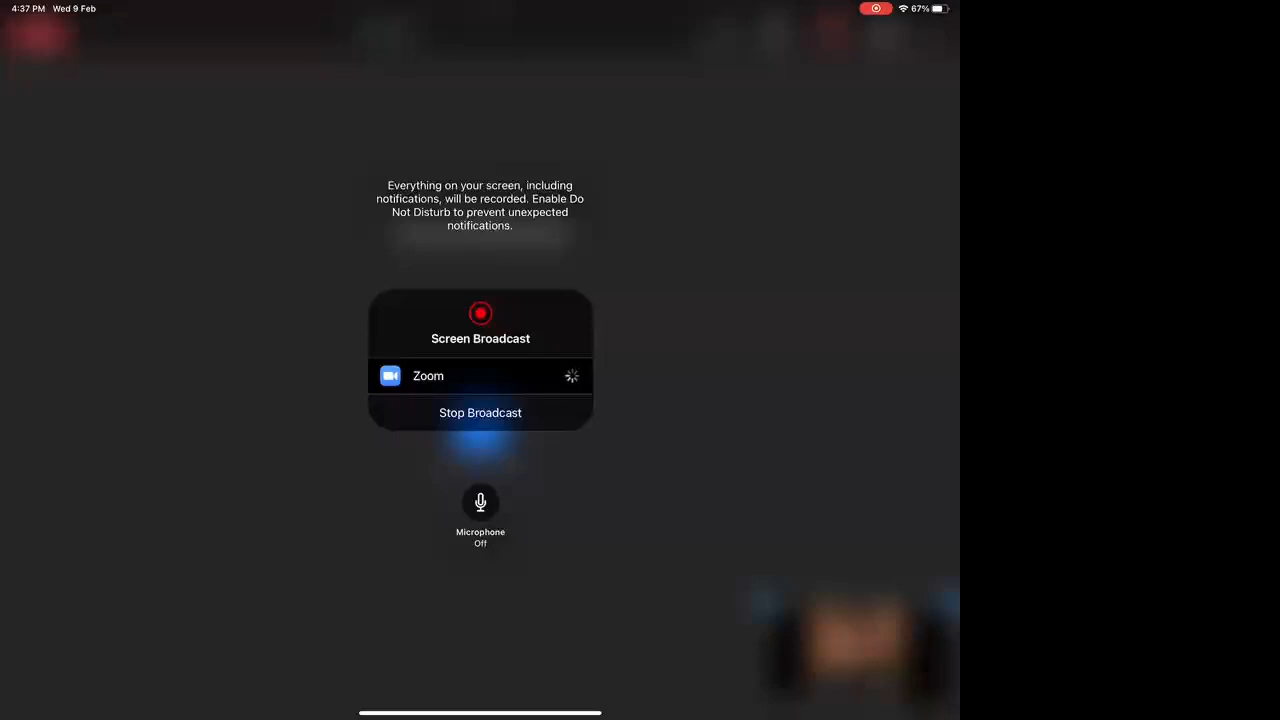 4:37 PM Wed 9 Feb
67%
Everything on your screen, including
notifications, will be recorded. Enable Do
Not Disturb to prevent unexpected
notifications.
Screen Broadcast
Zoom
Stop Broadcast
Microphone
Off